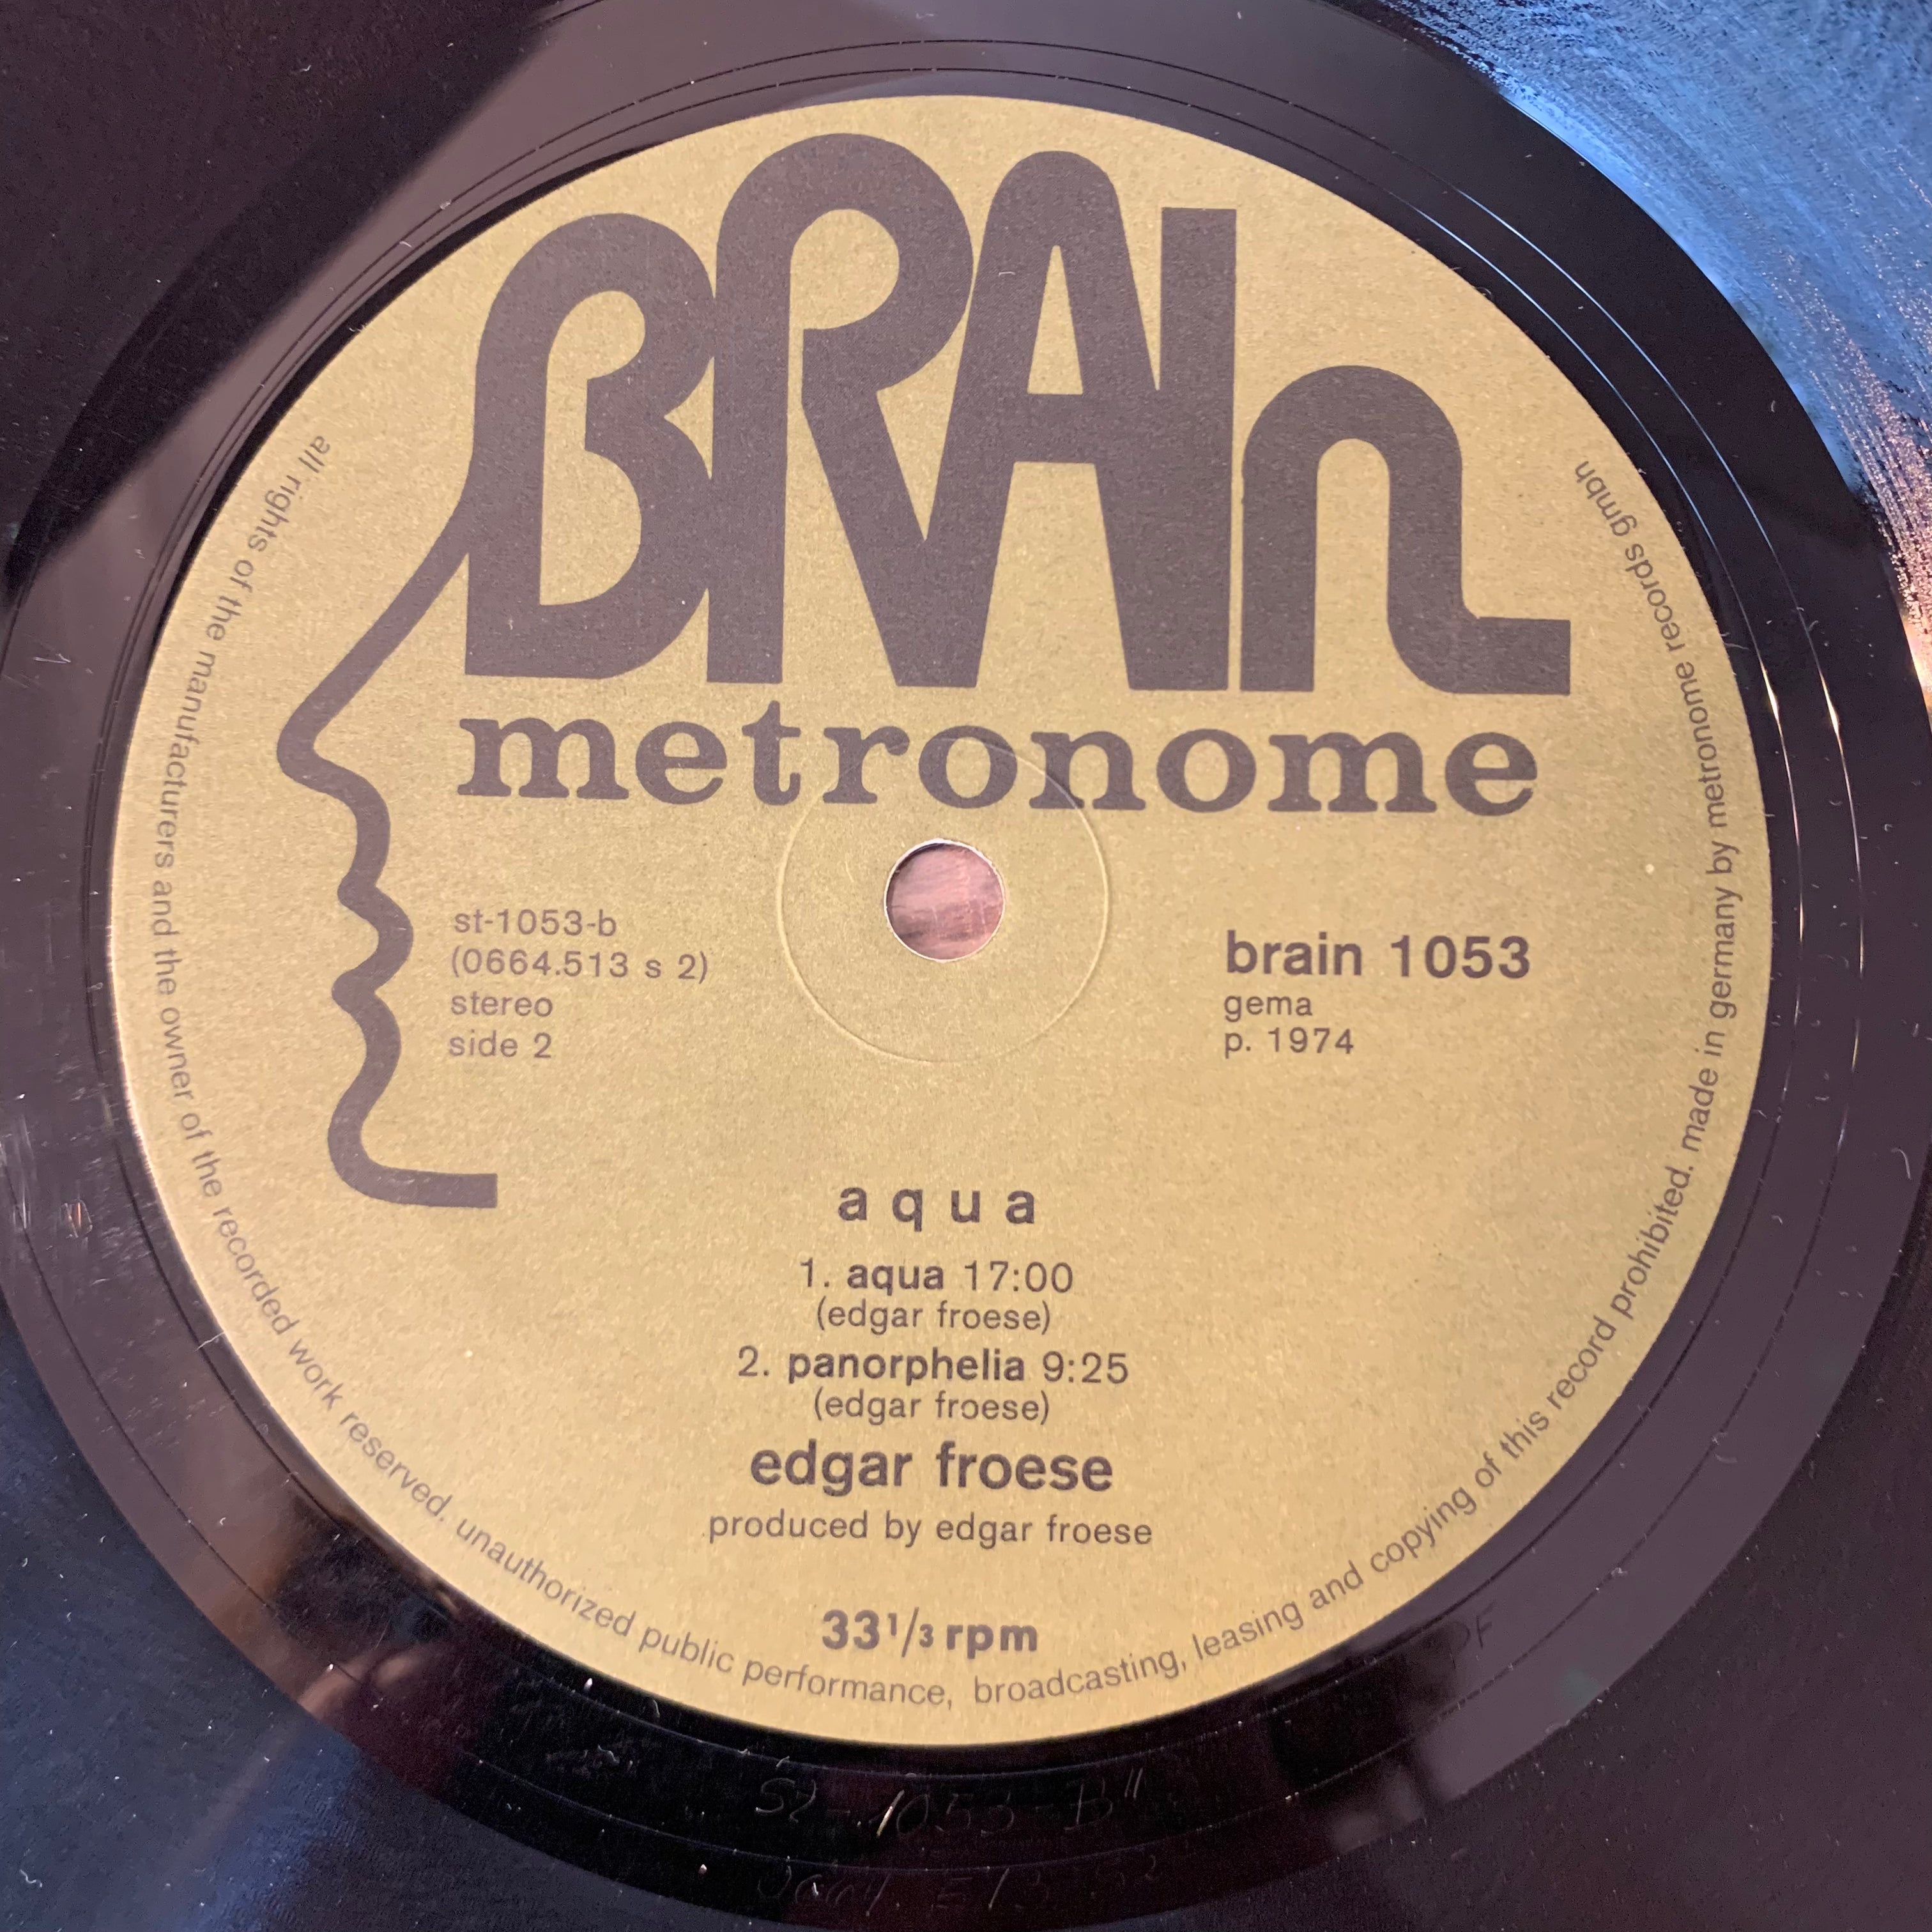 BRAIn
metronome
st-1053-b
(0664.513 s 2)
stereo
side 2
brain 1053
gema
p. 1974
aqua
1. aqua 17:00
(edgar froese)
2. panorphelia 9:25
(edgar froese)
edgar froese
produced by edgar froese
33 1/3 rpm
all rights of the manufacturers and the owner of the recorded work reserved. unauthorized public performance, broadcasting, leasing and copying of this record prohibited. made in germany by metronome records gmbh